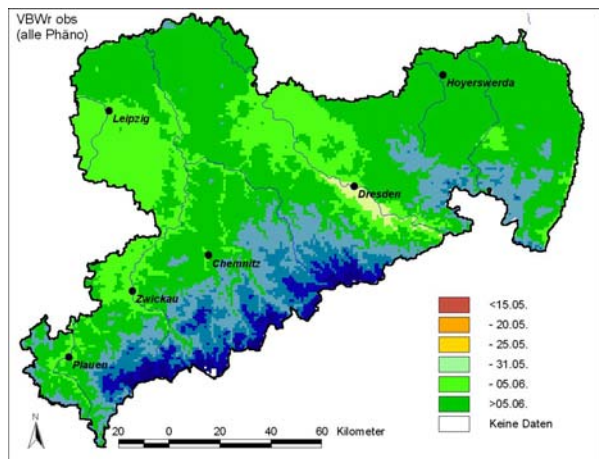 VBWr obs
(alle Phäno)
Hoyerswerda
Leipzig
Dresden
Chemnitz
Zwickau
Plauen
<15.05.
- 20.05.
- 25.05.
- 31.05.
- 05.06.
>05.06.
Keine Daten
N
20 0 20 40 60 Kilometer